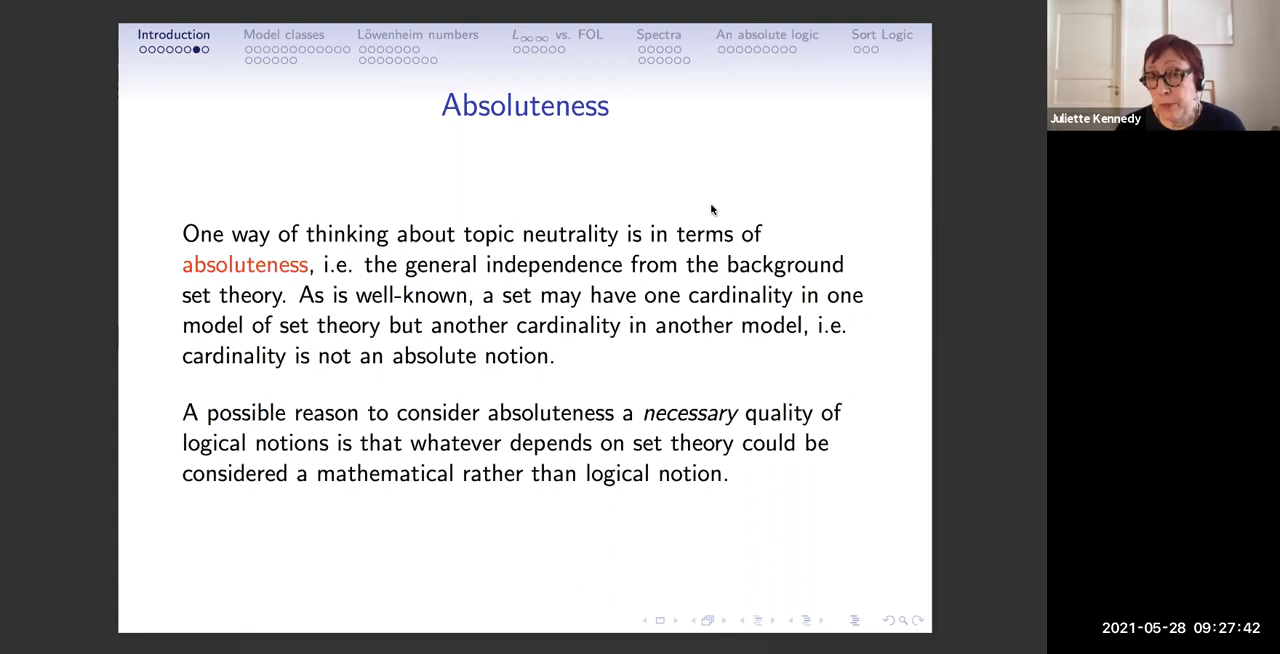 Introduction Model classes Löwenheim numbers L∞∞ vs. FOL Spectra An absolute logic Sort Logic
Absoluteness
One way of thinking about topic neutrality is in terms of
absoluteness, i.e. the general independence from the background
set theory. As is well-known, a set may have one cardinality in one
model of set theory but another cardinality in another model, i.e.
cardinality is not an absolute notion.
A possible reason to consider absoluteness a necessary quality of
logical notions is that whatever depends on set theory could be
considered a mathematical rather than logical notion.
Juliette Kennedy
2021-05-28 09:27:42